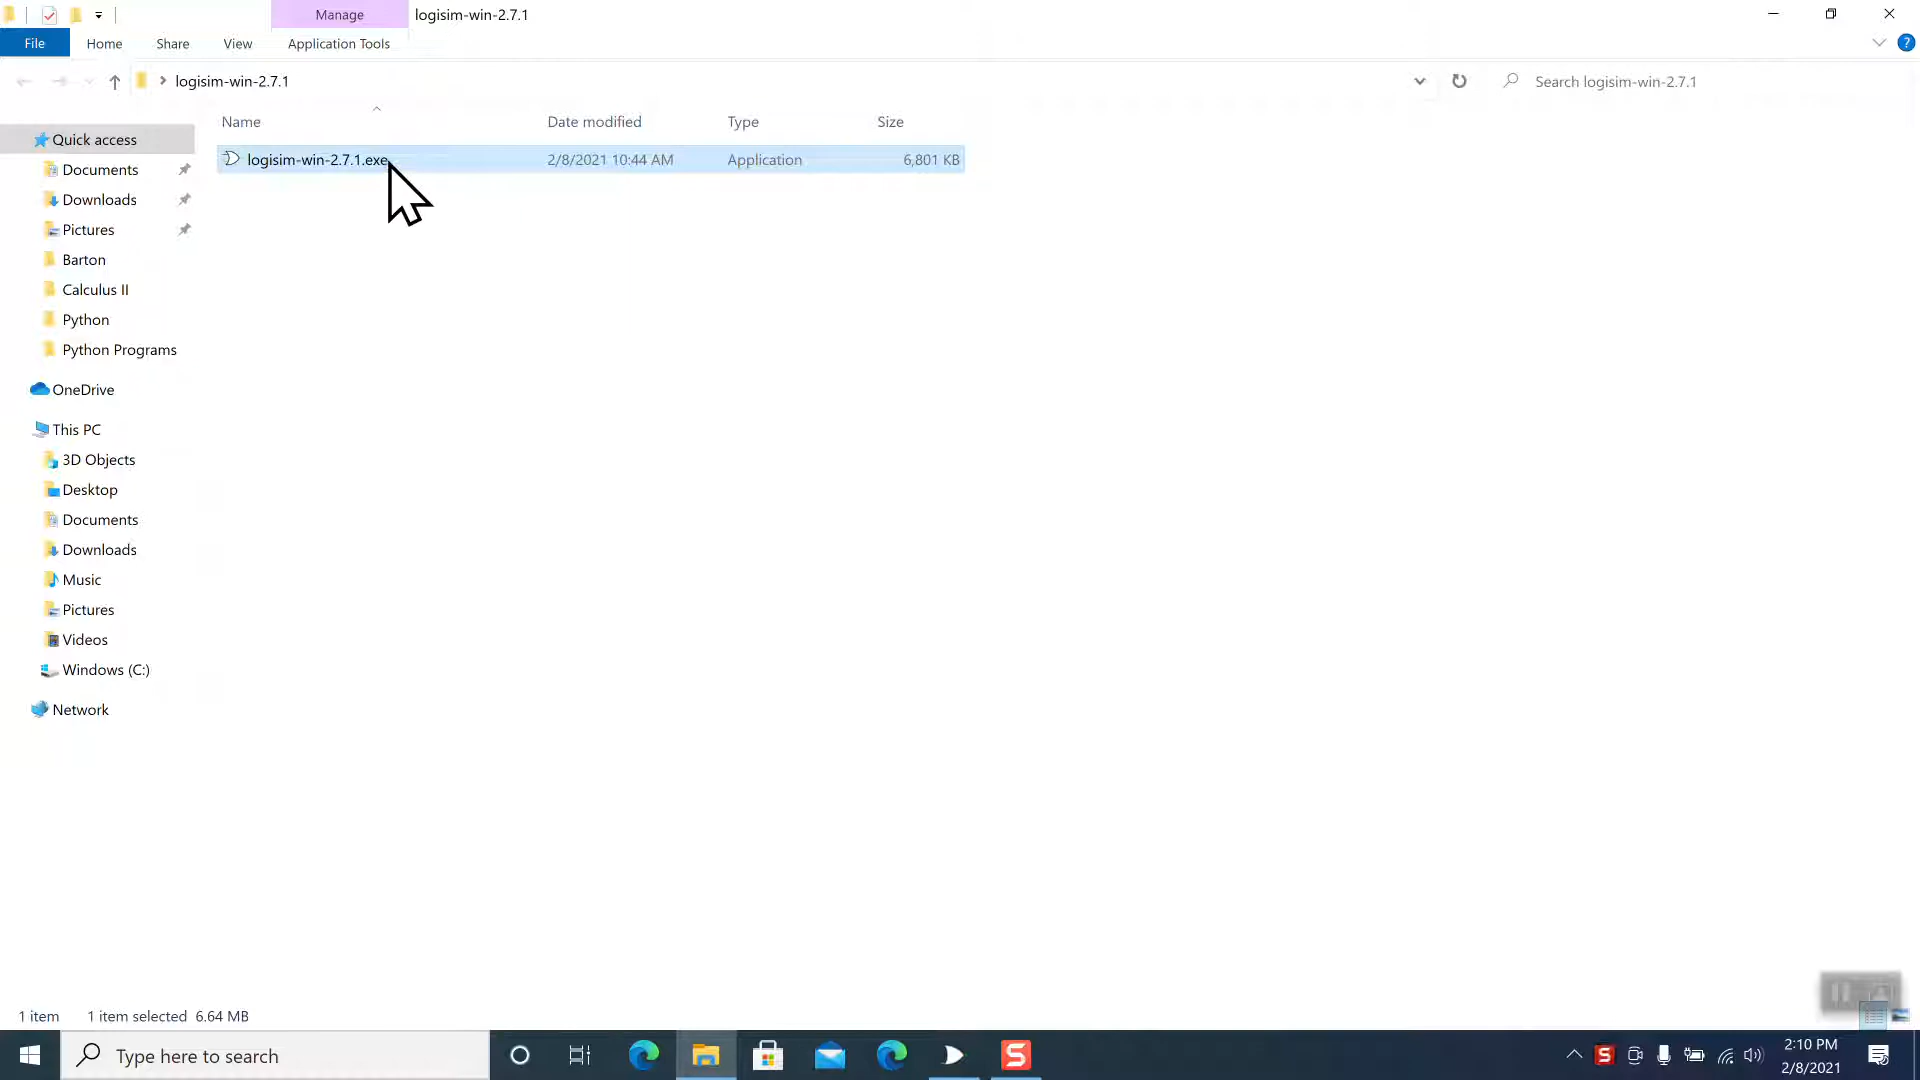 Manage logisim-win-2.7.1
File Home Share View Application Tools
logisim-win-2.7.1 Search logisim-win-2.7.1
Name Date modified Type Size
logisim-win-2.7.1.exe 2/8/2021 10:44 AM Application 6,801 KB
Quick access
Documents
Downloads
Pictures
Barton
Calculus II
Python
Python Programs
OneDrive
This PC
3D Objects
Desktop
Documents
Downloads
Music
Pictures
Videos
Windows (C:)
Network
1 item 1 item selected 6.64 MB
Type here to search
2:10 PM
2/8/2021